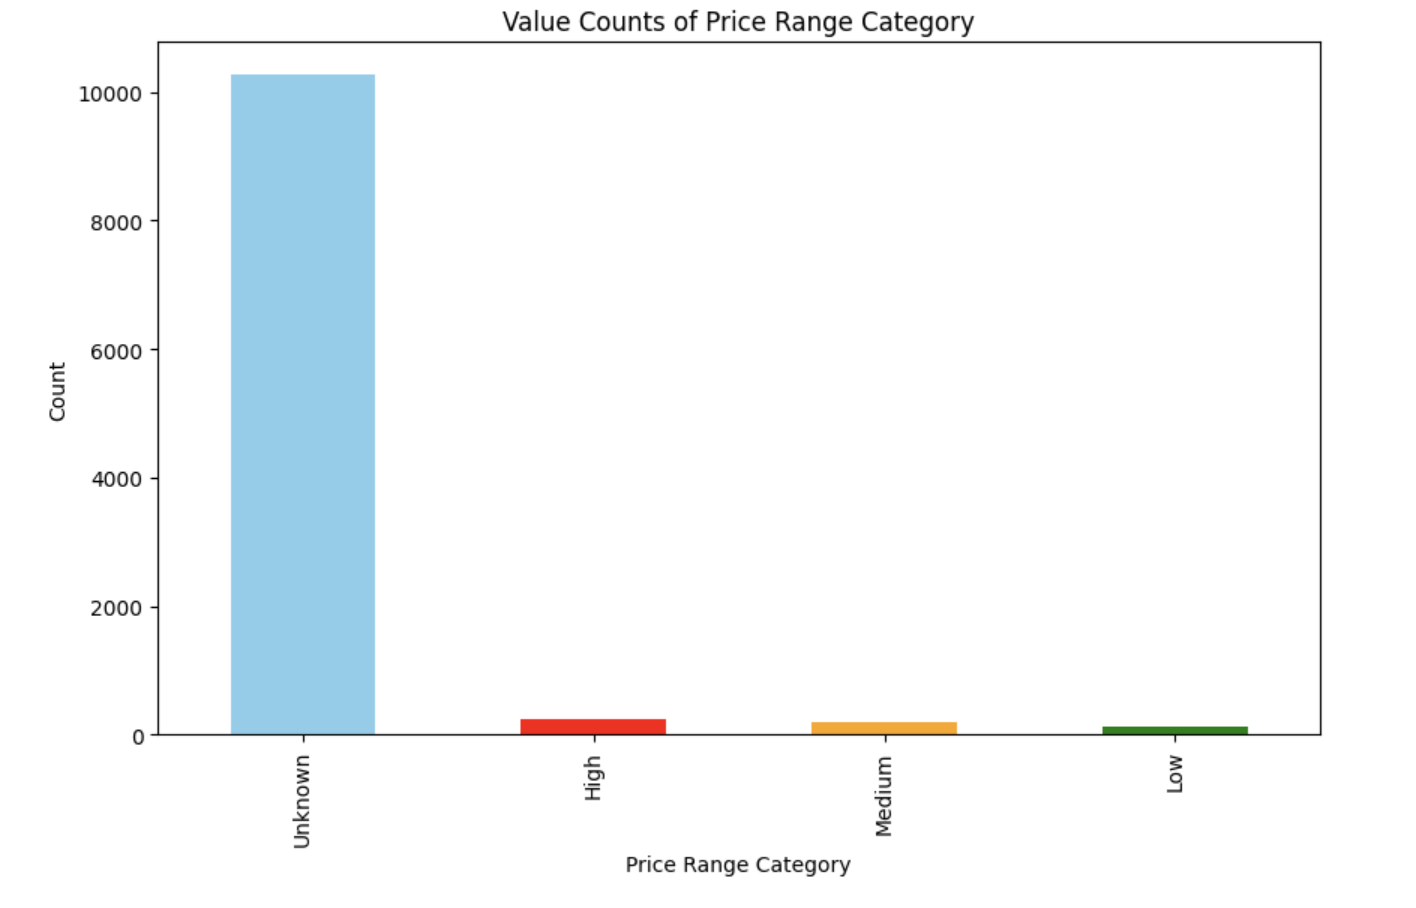 Value Counts of Price Range Category
10000
8000
6000
4000
2000
0
Count
Unknown
High
Medium
Low
Price Range Category